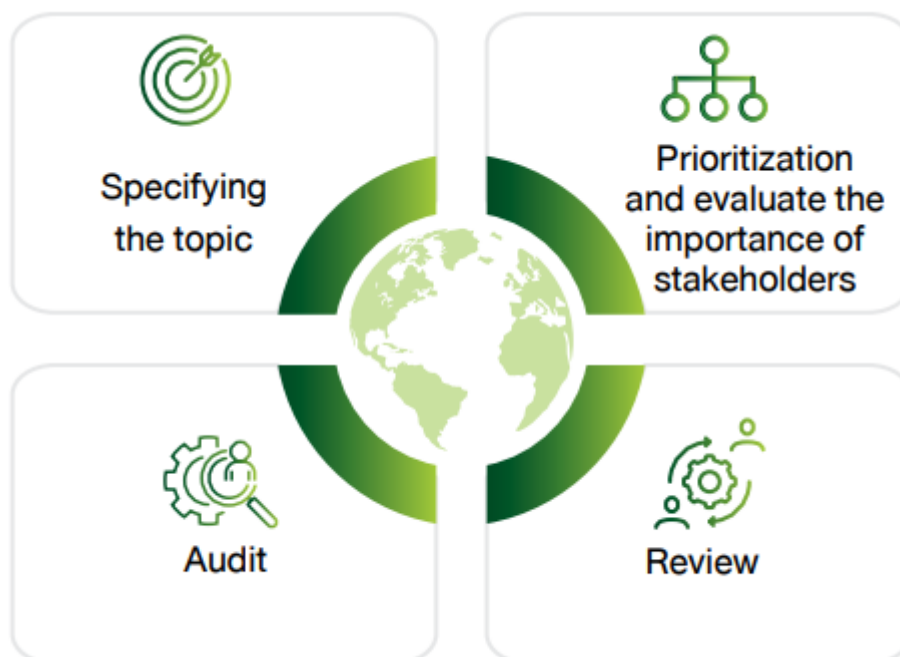 Specifying
the topic
Prioritization
and evaluate the
importance of
stakeholders
Audit
Review